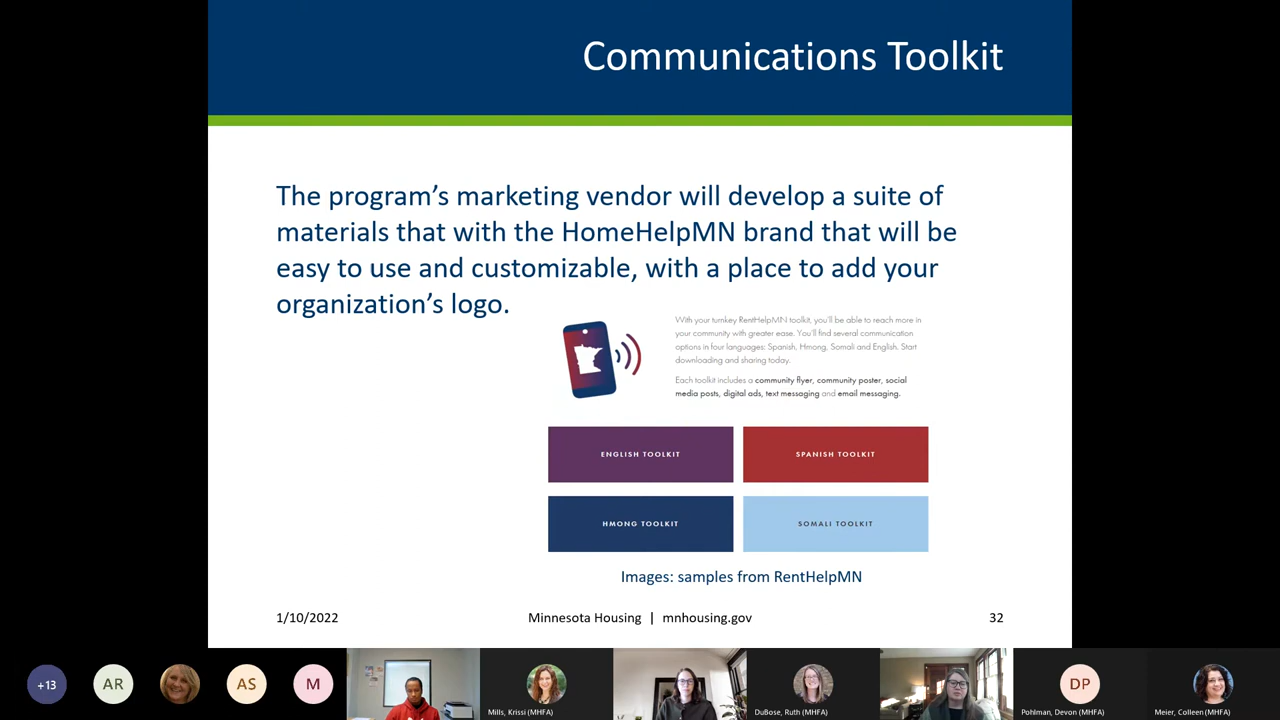 Communications Toolkit
The program’s marketing vendor will develop a suite of
materials that with the HomeHelpMN brand that will be
easy to use and customizable, with a place to add your
organization’s logo.
With your turnkey RentHelpMN toolkit, you'll be able to reach more in
your community with greater ease. You'll find several communication
options in four languages: Spanish, Hmong, Somali and English. Start
downloading and sharing today.
Each toolkit includes a community flyer, community poster, social
media posts, digital ads, text messaging and email messaging.
ENGLISH TOOLKIT
SPANISH TOOLKIT
HMONG TOOLKIT
SOMALI TOOLKIT
Images: samples from RentHelpMN
1/10/2022
Minnesota Housing | mnhousing.gov
32
+13
AR
AS
M
Mills, Krissi (MHFA)
DuBose, Ruth (MHFA)
DP
Pohlman, Devon (MHFA)
Meier, Colleen (MHFA)